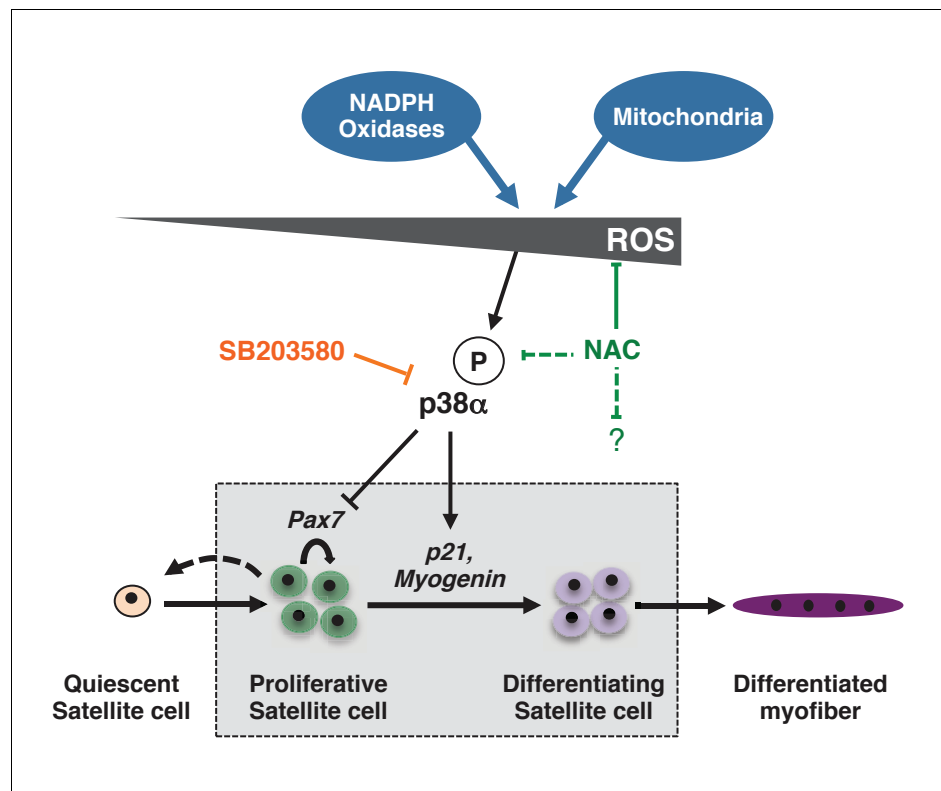 NADPH
Oxidases
Mitochondria
ROS
SB203580
P
NAC
p38α
?
Pax7
p21,
Myogenin
Quiescent
Satellite cell
Proliferative
Satellite cell
Differentiating
Satellite cell
Differentiated
myofiber